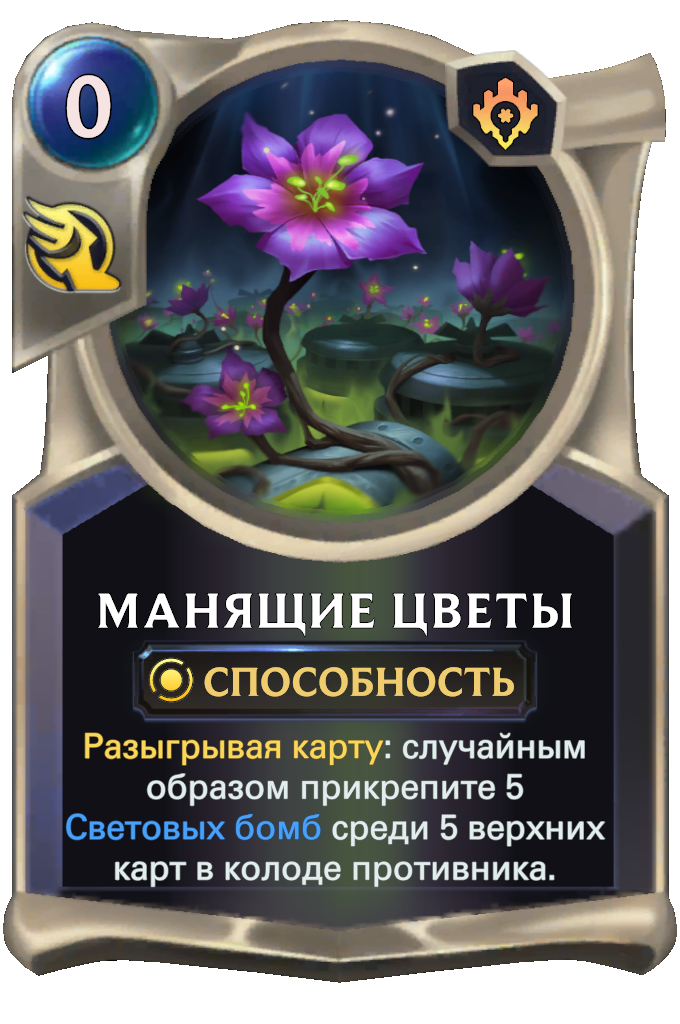 0
МАНЯЩИЕ ЦВЕТЫ
СПОСОБНОСТЬ
Разыгрывая карту: случайным
образом прикрепите 5
Световых бомб среди 5 верхних
карт в колоде противника.